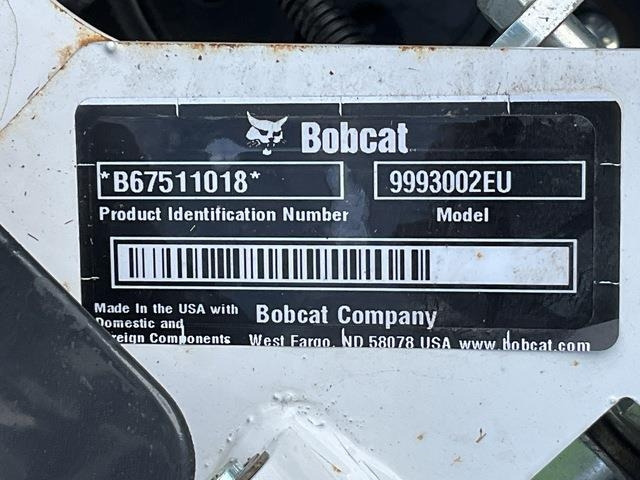 Bobcat
*B67511018* 9993002EU
Product Identification Number Model
Made In the USA with
Domestic and
Foreign Components
Bobcat Company
West Fargo, ND 58078 USA www.bobcat.com